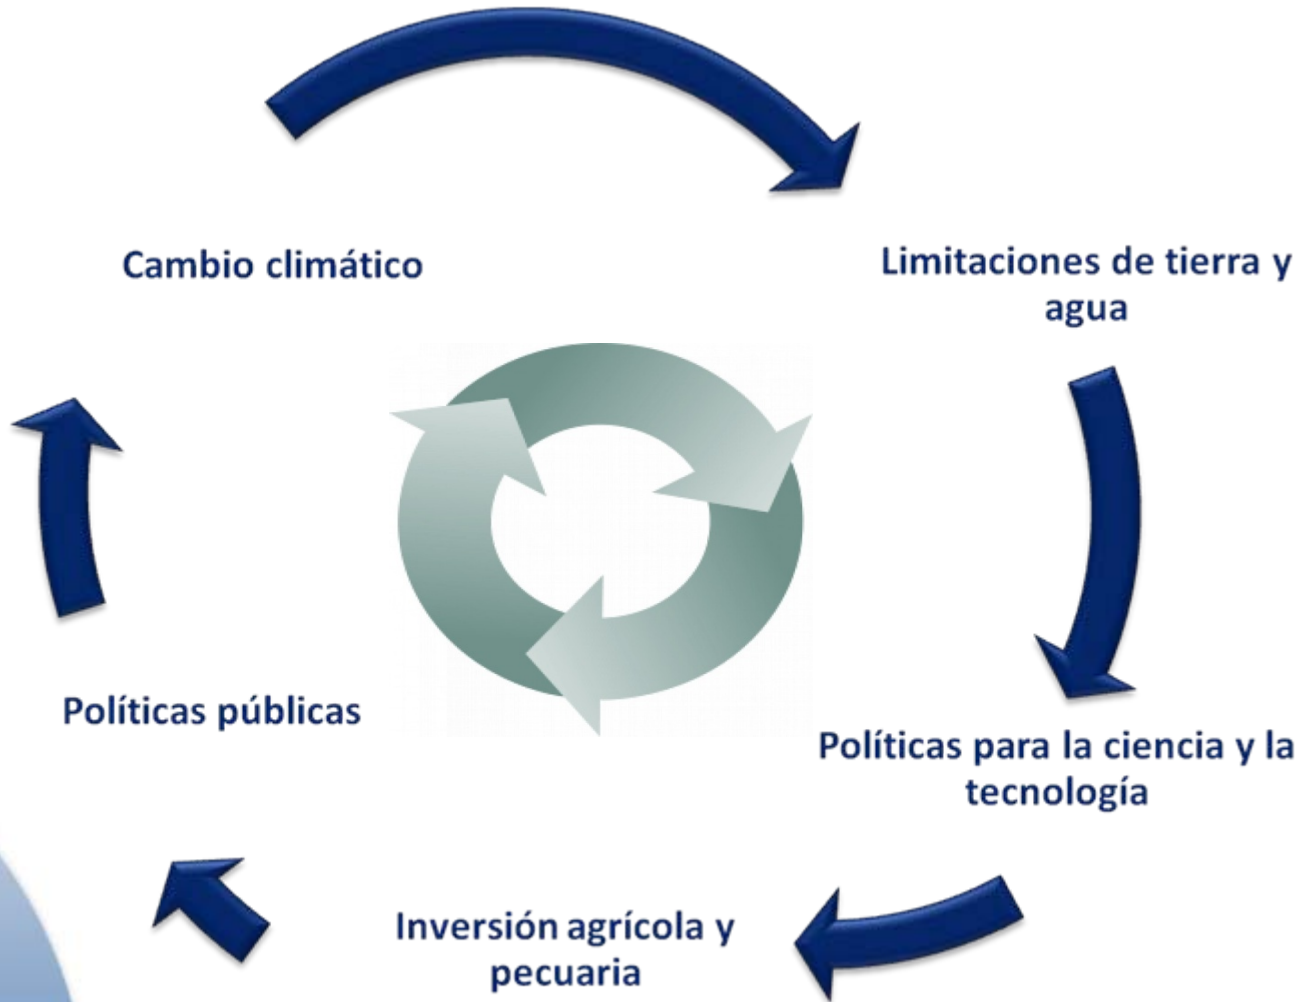 Cambio climático
Limitaciones de tierra y
agua
Políticas para la ciencia y la
tecnología
Inversión agrícola y
pecuaria
Políticas públicas